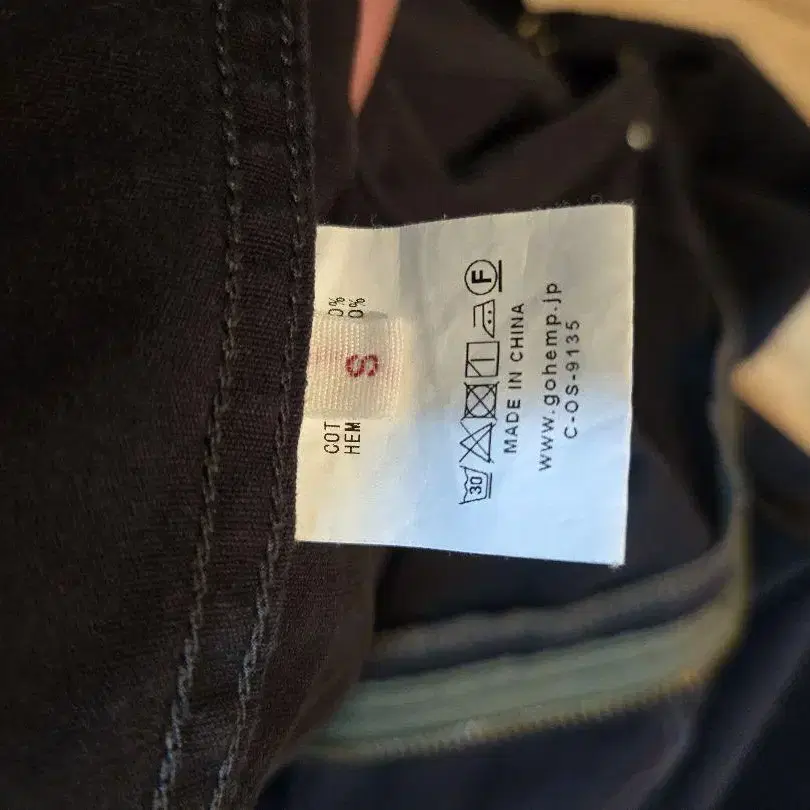 COT 0%
HEM 0%
S
30 F
MADE IN CHINA
www.gohemp.jp
C-OS-9135